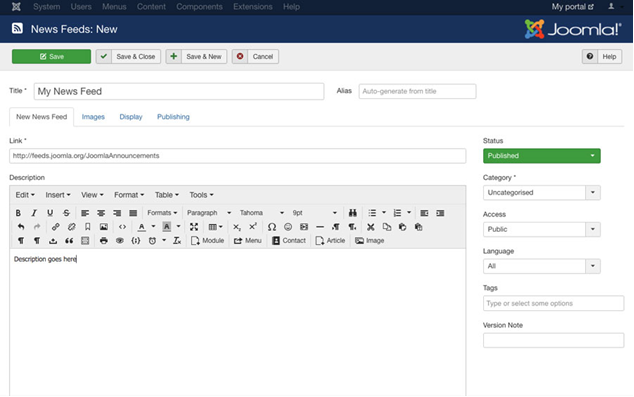 System Users Menus Content Components Extensions Help My portal
News Feeds: New Joomla!®
Save Save & Close Save & New Cancel Help
Title * My News Feed Alias Auto-generate from title
New News Feed Images Display Publishing
Link * Status
http://feeds.joomla.org/JoomlaAnnouncements Published
Description Category *
Edit Insert View Format Table Tools Uncategorised
B I U S Formats Paragraph Tahoma 9pt Access
A A Ω Public
Module Menu Contact Article Image
Description goes here Language
All
Tags
Type or select some options
Version Note